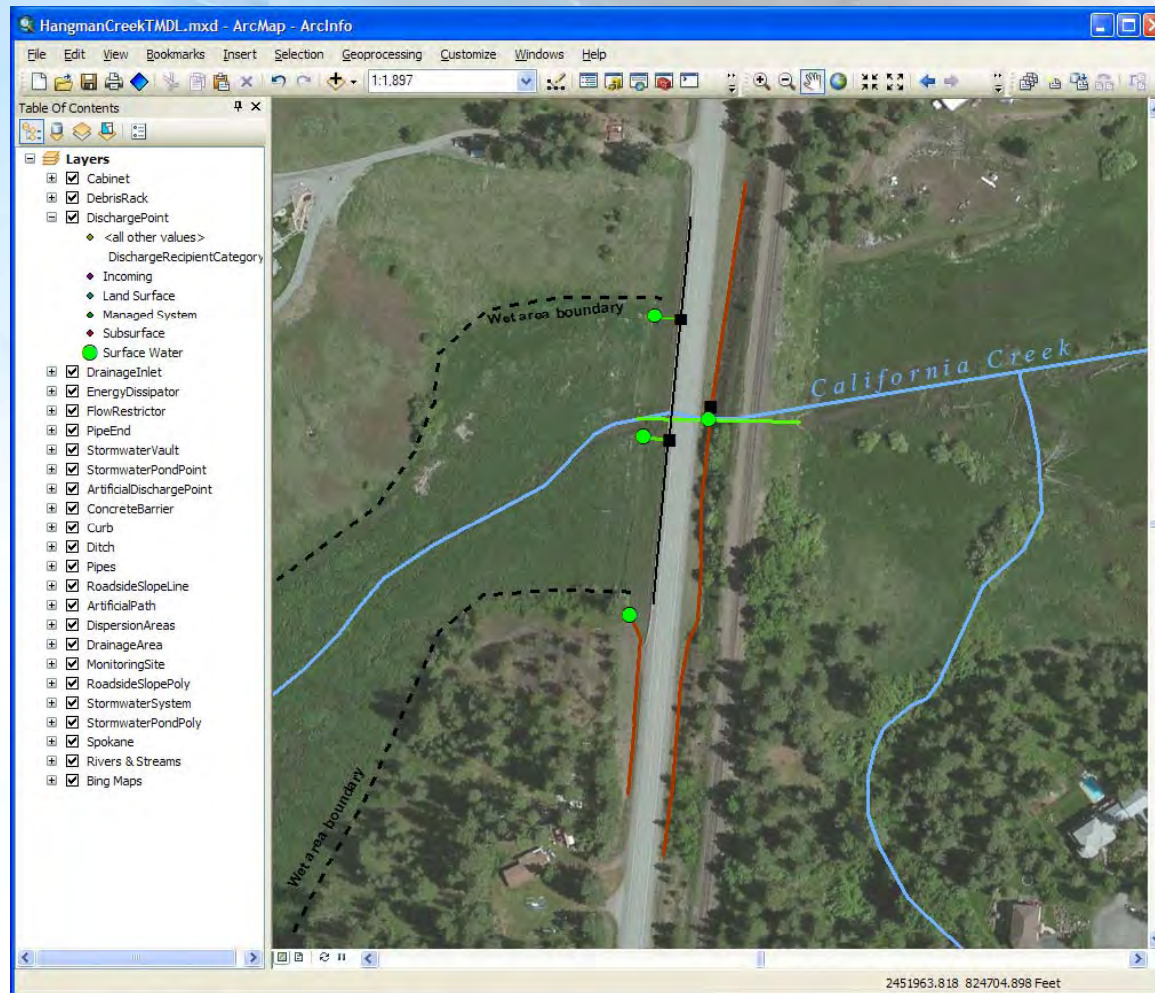 HangmanCreekTMDL.mxd - ArcMap - ArcInfo
File Edit View Bookmarks Insert Selection Geoprocessing Customize Windows Help
1:1,897
Table Of Contents
Layers
Cabinet
DebrisRack
DischargePoint
<all other values>
DischargeRecipientCategory
Incoming
Land Surface
Managed System
Subsurface
Surface Water
DrainageInlet
EnergyDissipator
FlowRestrictor
PipeEnd
StormwaterVault
StormwaterPondPoint
ArtificialDischargePoint
ConcreteBarrier
Curb
Ditch
Pipes
RoadsideSlopeLine
ArtificialPath
DispersionAreas
DrainageArea
MonitoringSite
RoadsideSlopePoly
StormwaterSystem
StormwaterPondPoly
Spokane
Rivers & Streams
Bing Maps
Wet area boundary
California Creek
Wet area boundary
2451963.818 824704.898 Feet